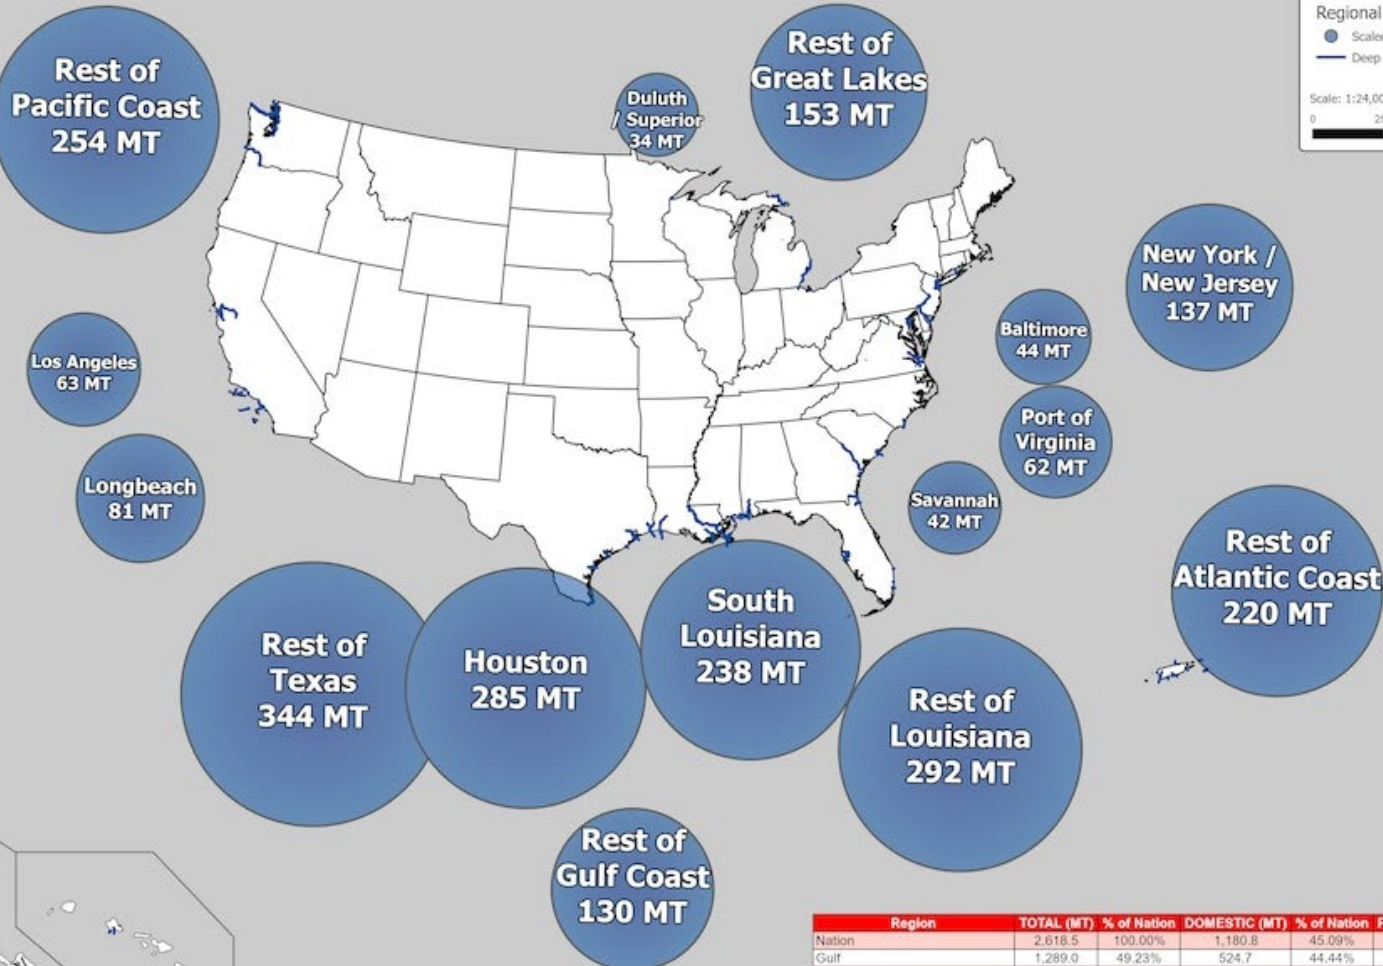 Rest of
Pacific Coast
254 MT
Duluth
/ Superior
34 MT
Rest of
Great Lakes
153 MT
Regional
Deep
Scale: 1:24,00
0
New York /
New Jersey
137 MT
Baltimore
44 MT
Los Angeles
63 MT
Port of
Virginia
62 MT
Longbeach
81 MT
Savannah
42 MT
Rest of
Atlantic Coast
220 MT
Rest of
Texas
344 MT
Houston
285 MT
South
Louisiana
238 MT
Rest of
Louisiana
292 MT
Rest of
Gulf Coast
130 MT
Region TOTAL (MT) % of Nation DOMESTIC (MT) % of Nation
Nation 2,618.5 100.00% 1,180.8 45.09%
Gulf 1,289.0 49.23% 524.7 44.44%